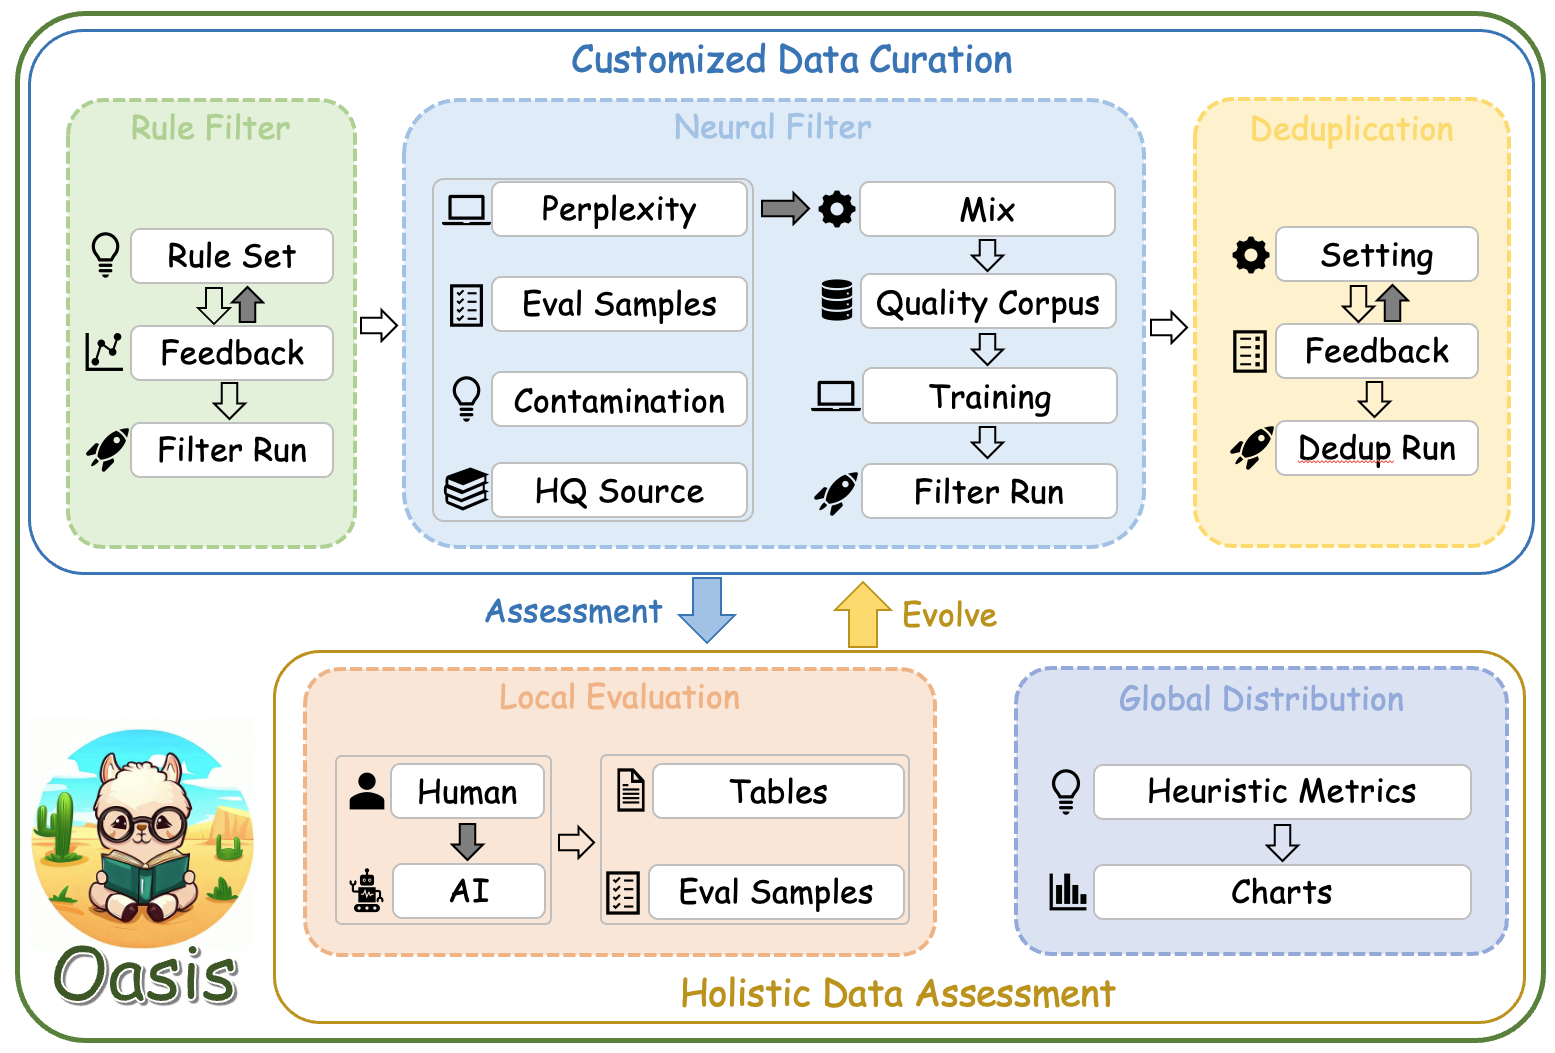 Customized Data Curation
Rule Filter
Rule Set
Feedback
Filter Run
Neural Filter
Perplexity
Eval Samples
Contamination
HQ Source
Mix
Quality Corpus
Training
Filter Run
Deduplication
Setting
Feedback
Dedup Run
Assessment
Evolve
Local Evaluation
Human
AI
Tables
Eval Samples
Global Distribution
Heuristic Metrics
Charts
Holistic Data Assessment
Oasis